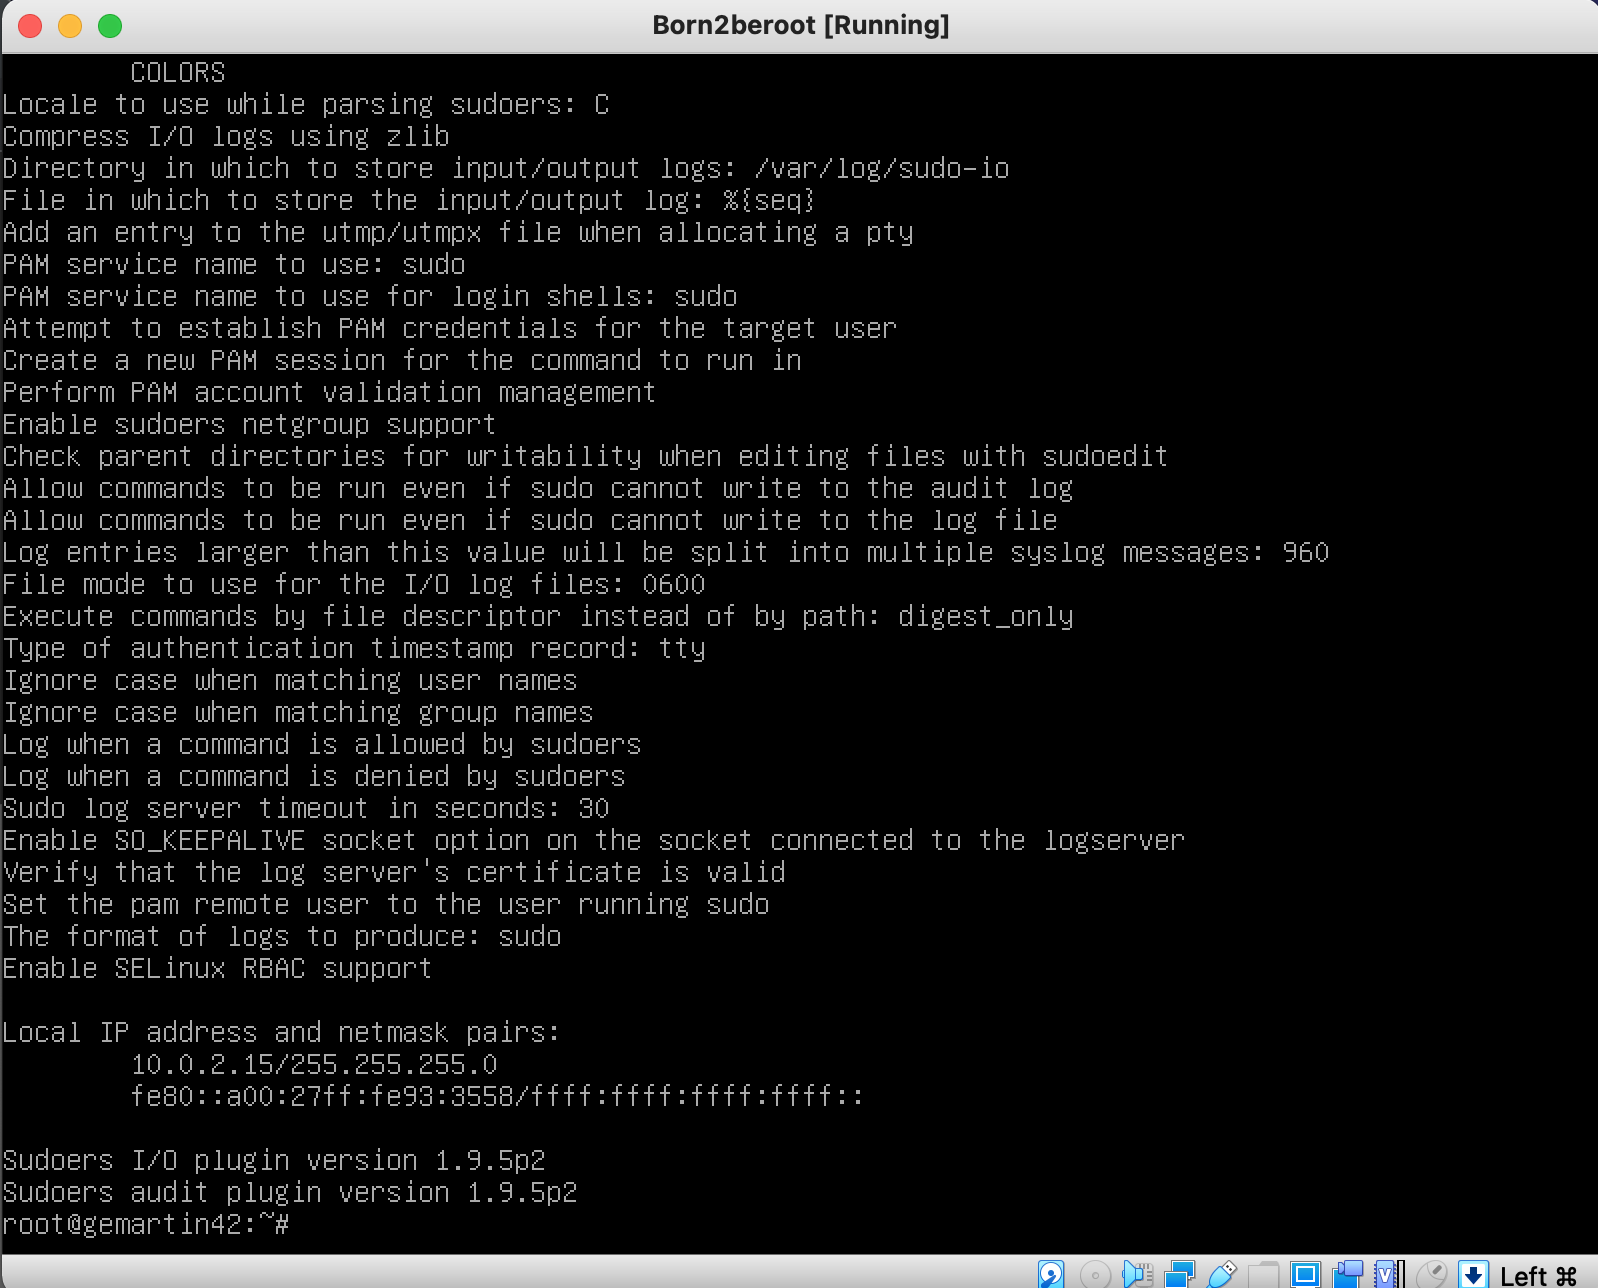 Born2beroot [Running]
COLORS
Locale to use while parsing sudoers: C
Compress I/O logs using zlib
Directory in which to store input/output logs: /var/log/sudo-io
File in which to store the input/output log: %{seq}
Add an entry to the utmp/utmpx file when allocating a pty
PAM service name to use: sudo
PAM service name to use for login shells: sudo
Attempt to establish PAM credentials for the target user
Create a new PAM session for the command to run in
Perform PAM account validation management
Enable sudoers netgroup support
Check parent directories for writability when editing files with sudoedit
Allow commands to be run even if sudo cannot write to the audit log
Allow commands to be run even if sudo cannot write to the log file
Log entries larger than this value will be split into multiple syslog messages: 960
File mode to use for the I/O log files: 0600
Execute commands by file descriptor instead of by path: digest_only
Type of authentication timestamp record: tty
Ignore case when matching user names
Ignore case when matching group names
Log when a command is allowed by sudoers
Log when a command is denied by sudoers
Sudo log server timeout in seconds: 30
Enable SO_KEEPALIVE socket option on the socket connected to the logserver
Verify that the log server's certificate is valid
Set the pam remote user to the user running sudo
The format of logs to produce: sudo
Enable SELinux RBAC support
Local IP address and netmask pairs:
10.0.2.15/255.255.255.0
fe80::a00:27ff:fe93:3558/ffff:ffff:ffff:ffff::
Sudoers I/O plugin version 1.9.5p2
Sudoers audit plugin version 1.9.5p2
root@gemartin42:~#
Left ⌘